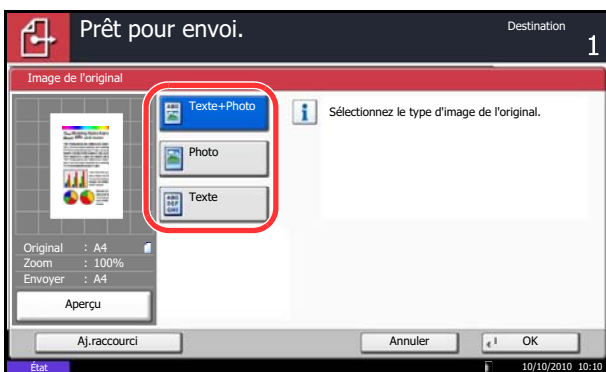 Prêt pour envoi.
Destination
1
Image de l'original
Texte+Photo
Sélectionnez le type d'image de l'original.
Photo
Texte
Original : A4
Zoom : 100%
Envoyer : A4
Aperçu
Aj.raccourci
Annuler
OK
État
10/10/2010 10:10